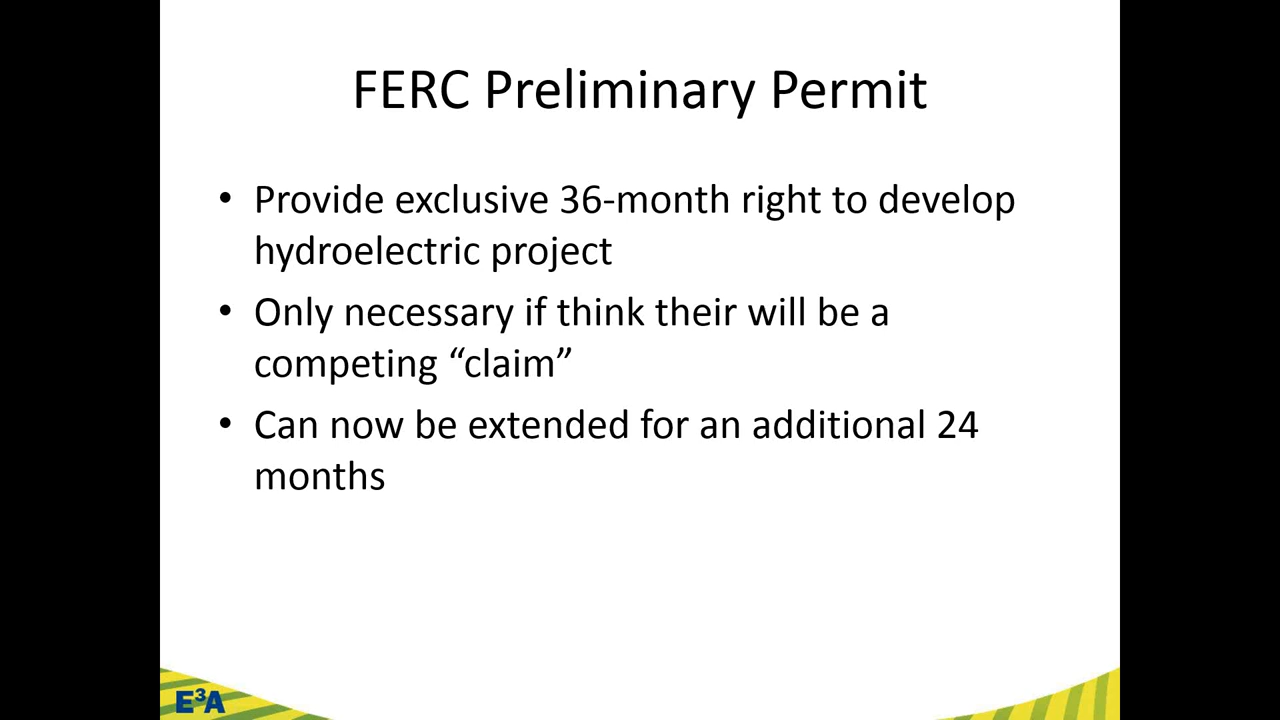 FERC Preliminary Permit
• Provide exclusive 36-month right to develop
hydroelectric project
• Only necessary if think their will be a
competing “claim”
• Can now be extended for an additional 24
months
E³A